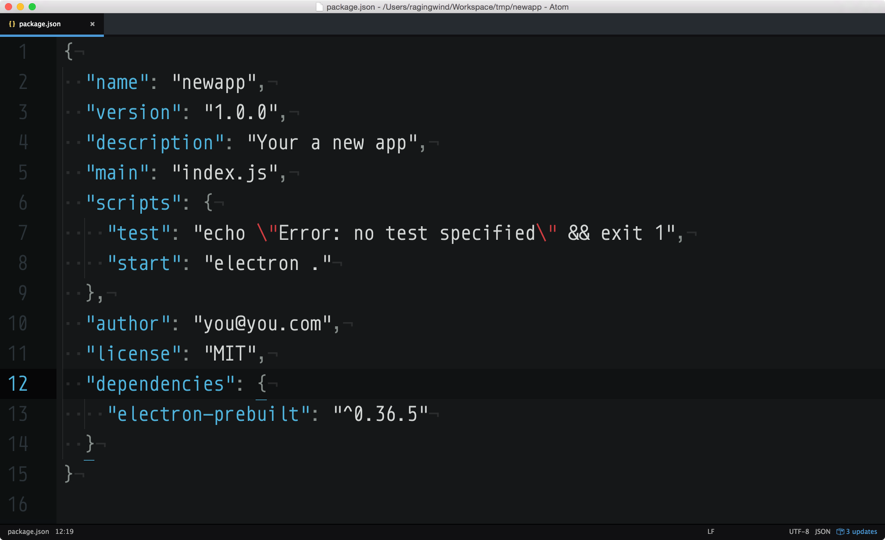 package.json - /Users/ragingwind/Workspace/tmp/newapp - Atom
{} package.json ×
1 {
2 "name": "newapp",
3 "version": "1.0.0",
4 "description": "Your a new app",
5 "main": "index.js",
6 "scripts": {
7 "test": "echo \"Error: no test specified\" && exit 1",
8 "start": "electron ."
9 },
10 "author": "you@you.com",
11 "license": "MIT",
12 "dependencies": {
13 "electron-prebuilt": "^0.36.5"
14 }
15 }
16
package.json 12:19 LF UTF-8 JSON 3 updates